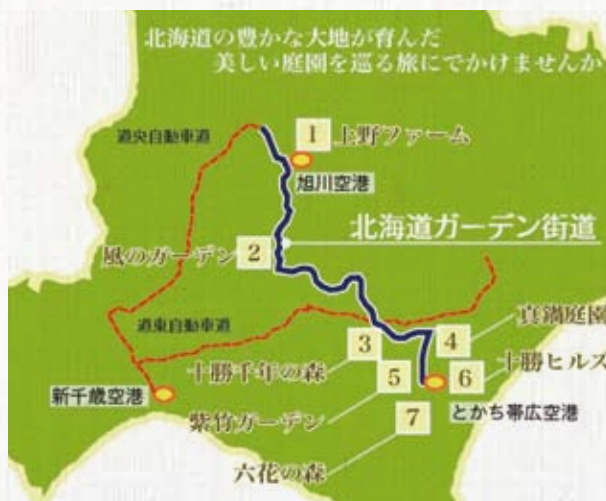 北海道の豊かな大地が育んだ
美しい庭園を巡る旅にでかけませんか
道央自動車道
1 上野ファーム
旭川空港
北海道ガーデン街道
風のガーデン 2
道東自動車道
真鍋庭園
4
3
十勝千年の森
5
6 十勝ヒルズ
新千歳空港
紫竹ガーデン
とかち帯広空港
7
六花の森